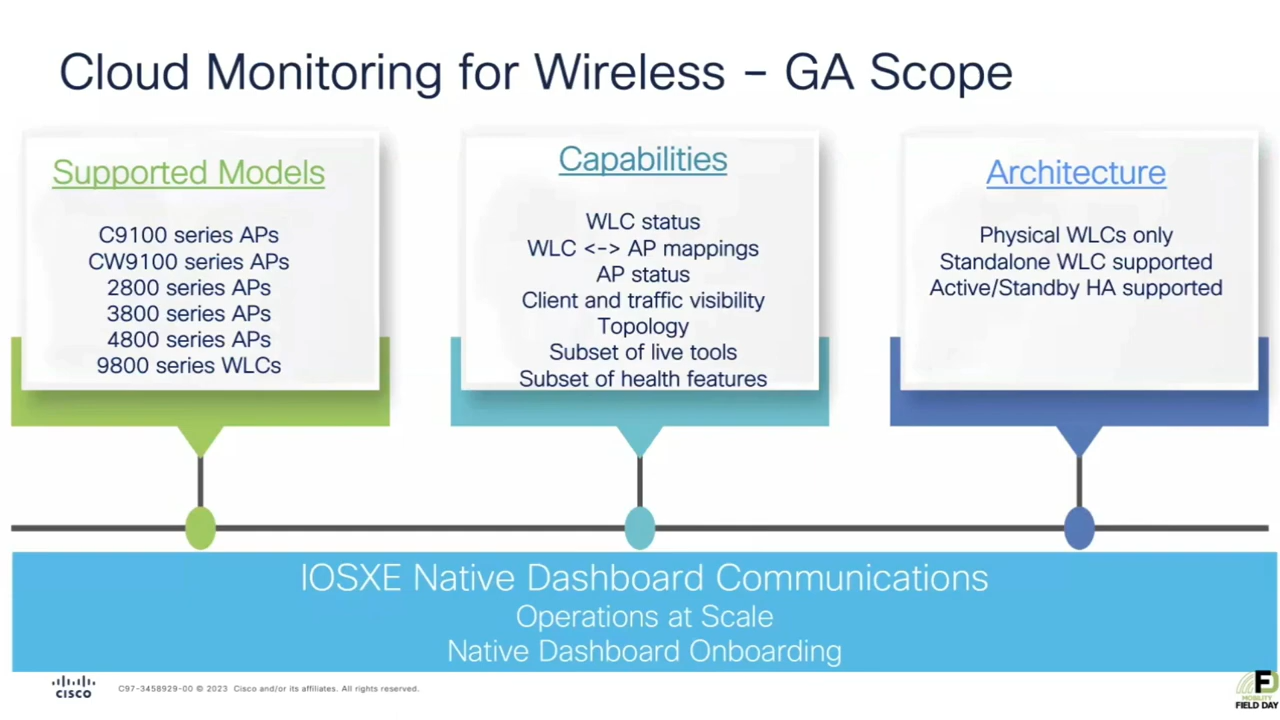 Cloud Monitoring for Wireless – GA Scope
Supported Models
C9100 series APs
CW9100 series APs
2800 series APs
3800 series APs
4800 series APs
9800 series WLCs
Capabilities
WLC status
WLC <-> AP mappings
AP status
Client and traffic visibility
Topology
Subset of live tools
Subset of health features
Architecture
Physical WLCs only
Standalone WLC supported
Active/Standby HA supported
IOSXE Native Dashboard Communications
Operations at Scale
Native Dashboard Onboarding
CISCO
C97-3458929-00 © 2023 Cisco and/or its affiliates. All rights reserved.
FD
MOBILITY
FIELD DAY